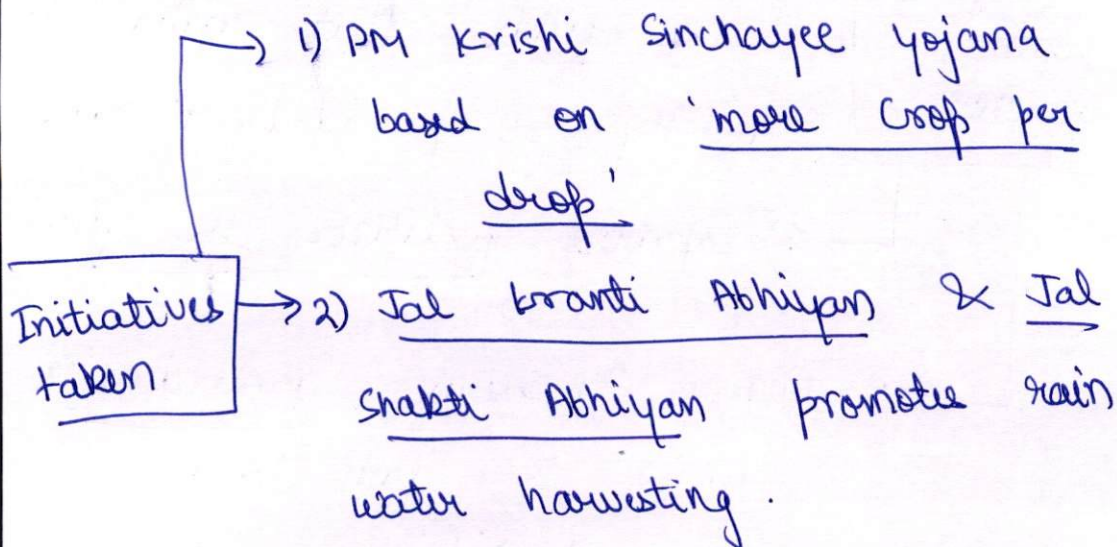 1) PM Krishi Sinchayee yojana
based on 'more crop per
drop'
Initiatives
taken
2) Jal kranti Abhiyan & Jal
Shakti Abhiyan promotes rain
water harvesting.